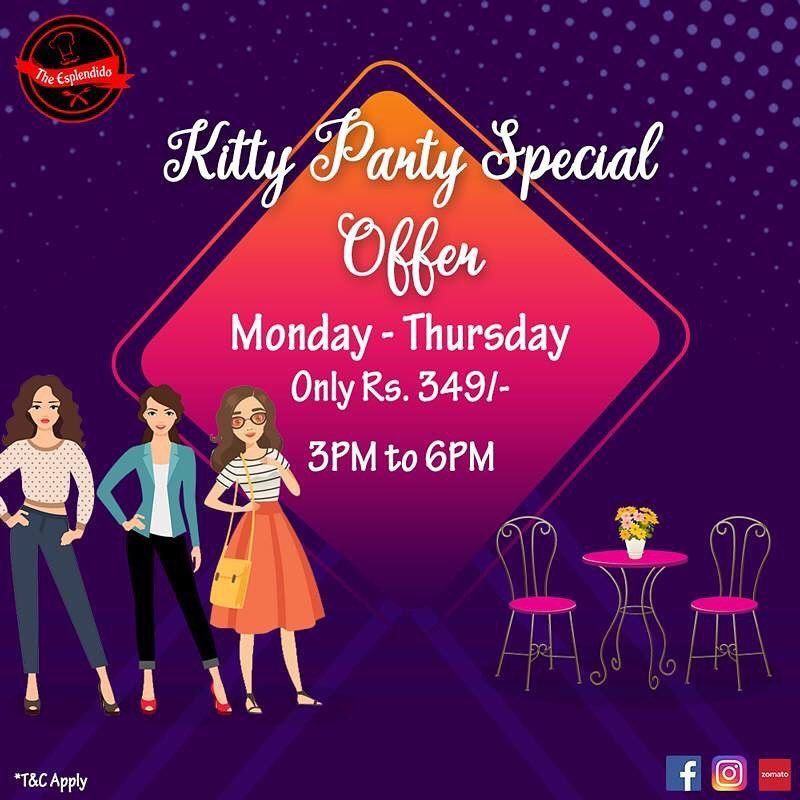 The Esplendido
Kitty Party Special
Offer
Monday - Thursday
Only Rs. 349/-
3PM to 6PM
*T&C Apply
zomato